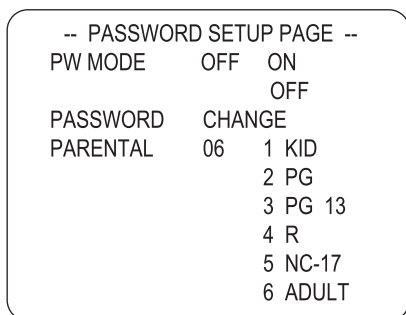 -- PASSWORD SETUP PAGE --
PW MODE OFF ON
OFF
PASSWORD CHANGE
PARENTAL 06 1 KID
2 PG
3 PG 13
4 R
5 NC-17
6 ADULT